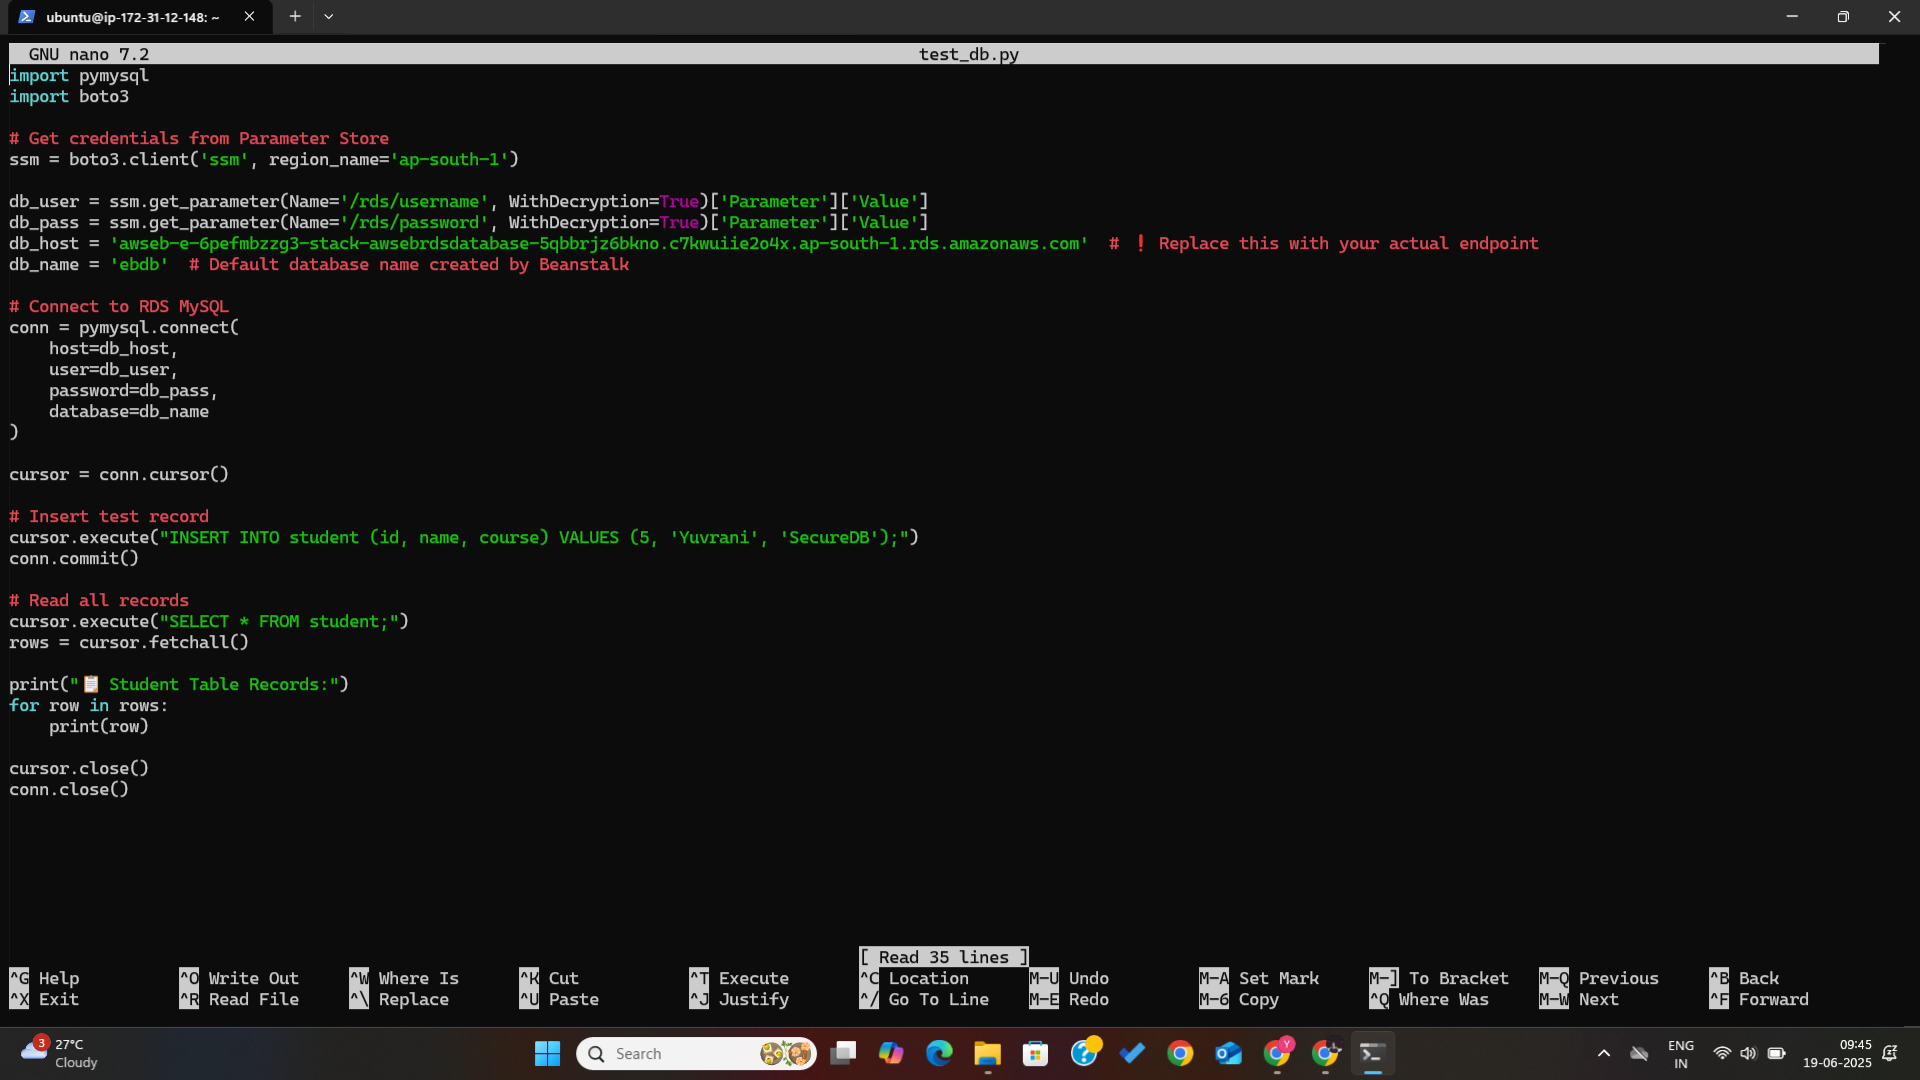 ubuntu@ip-172-31-12-148: ~
GNU nano 7.2 test_db.py
import pymysql
import boto3
# Get credentials from Parameter Store
ssm = boto3.client('ssm', region_name='ap-south-1')
db_user = ssm.get_parameter(Name='/rds/username', WithDecryption=True)['Parameter']['Value']
db_pass = ssm.get_parameter(Name='/rds/password', WithDecryption=True)['Parameter']['Value']
db_host = 'awseb-e-6pefmbzzg3-stack-awsebrdsdatabase-5qbbrjz6bkno.c7kwuiie2o4x.ap-south-1.rds.amazonaws.com'  # ❗ Replace this with your actual endpoint
db_name = 'ebdb'  # Default database name created by Beanstalk
# Connect to RDS MySQL
conn = pymysql.connect(
    host=db_host,
    user=db_user,
    password=db_pass,
    database=db_name
)
cursor = conn.cursor()
# Insert test record
cursor.execute("INSERT INTO student (id, name, course) VALUES (5, 'Yuvrani', 'SecureDB');")
conn.commit()
# Read all records
cursor.execute("SELECT * FROM student;")
rows = cursor.fetchall()
print("📋 Student Table Records:")
for row in rows:
    print(row)
cursor.close()
conn.close()
[ Read 35 lines ]
^G Help ^O Write Out ^W Where Is ^K Cut ^T Execute ^C Location M-U Undo M-A Set Mark M-] To Bracket M-Q Previous ^B Back
^X Exit ^R Read File ^\ Replace ^U Paste ^J Justify ^/ Go To Line M-E Redo M-6 Copy ^Q Where Was M-W Next ^F Forward
3 27°C
Cloudy
Search
Y
ENG
IN
09:45
19-06-2025